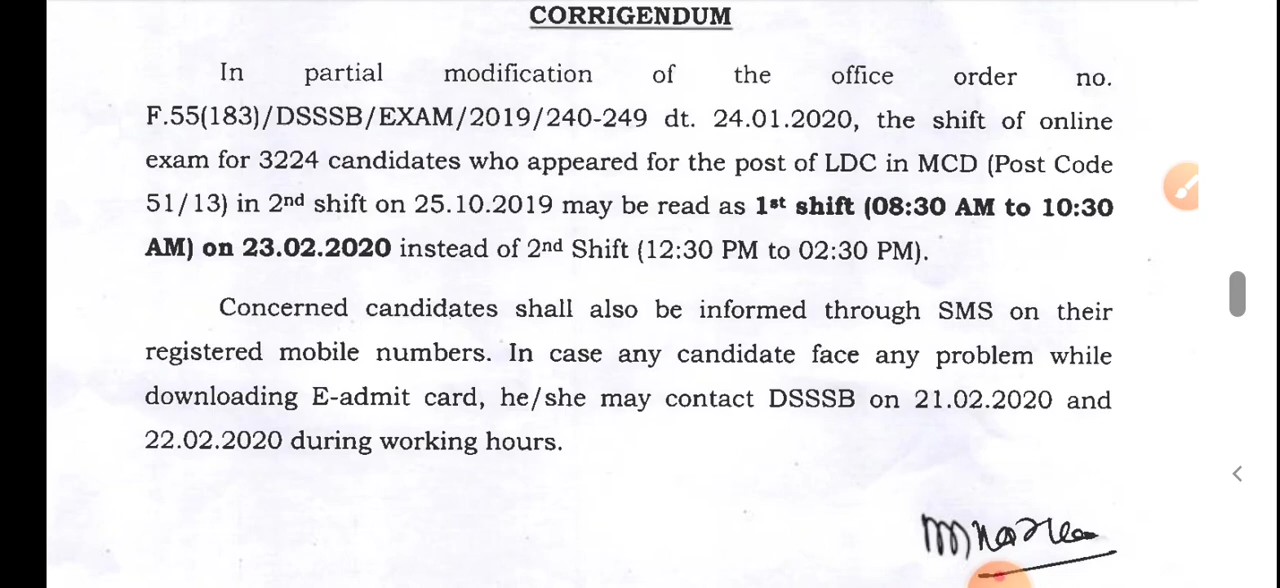 CORRIGENDUM
In partial modification of the office order no.
F.55(183)/DSSSB/EXAM/2019/240-249 dt. 24.01.2020, the shift of online
exam for 3224 candidates who appeared for the post of LDC in MCD (Post Code
51/13) in 2nd shift on 25.10.2019 may be read as 1st shift (08:30 AM to 10:30
AM) on 23.02.2020 instead of 2nd Shift (12:30 PM to 02:30 PM).
Concerned candidates shall also be informed through SMS on their
registered mobile numbers. In case any candidate face any problem while
downloading E-admit card, he/she may contact DSSSB on 21.02.2020 and
22.02.2020 during working hours.